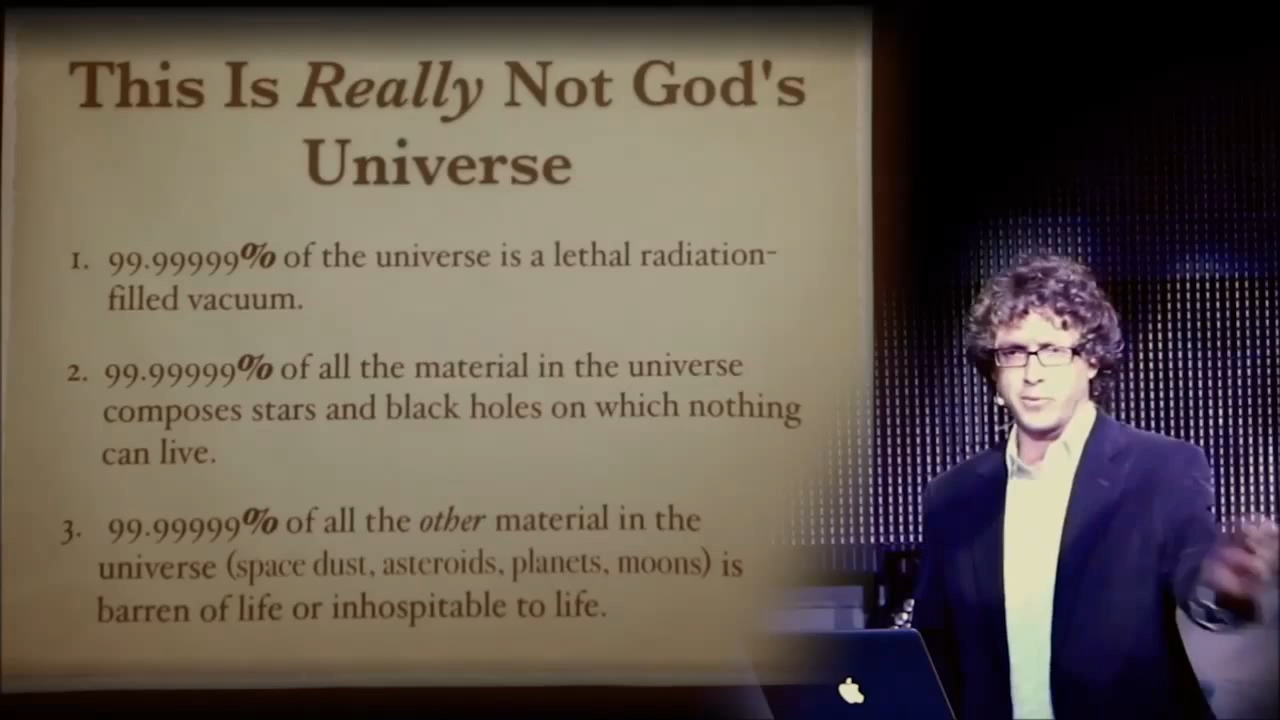 This Is Really Not God's
Universe
1. 99.99999% of the universe is a lethal radiation-
filled vacuum.
2. 99.99999% of all the material in the universe
composes stars and black holes on which nothing
can live.
3. 99.99999% of all the other material in the
universe (space dust, asteroids, planets, moons) is
barren of life or inhospitable to life.